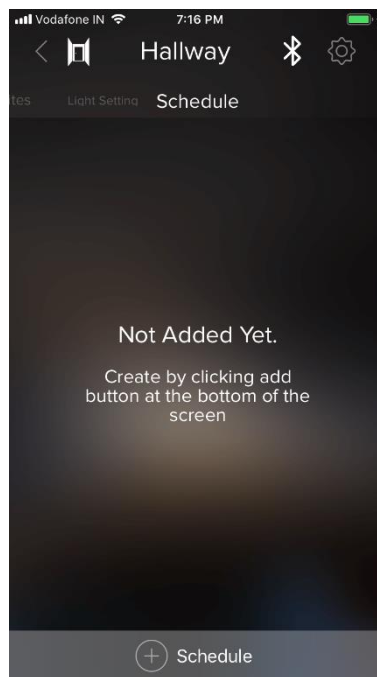 Vodafone IN 7:16 PM
Hallway
ites Light Setting Schedule
Not Added Yet.
Create by clicking add
button at the bottom of the
screen
Schedule